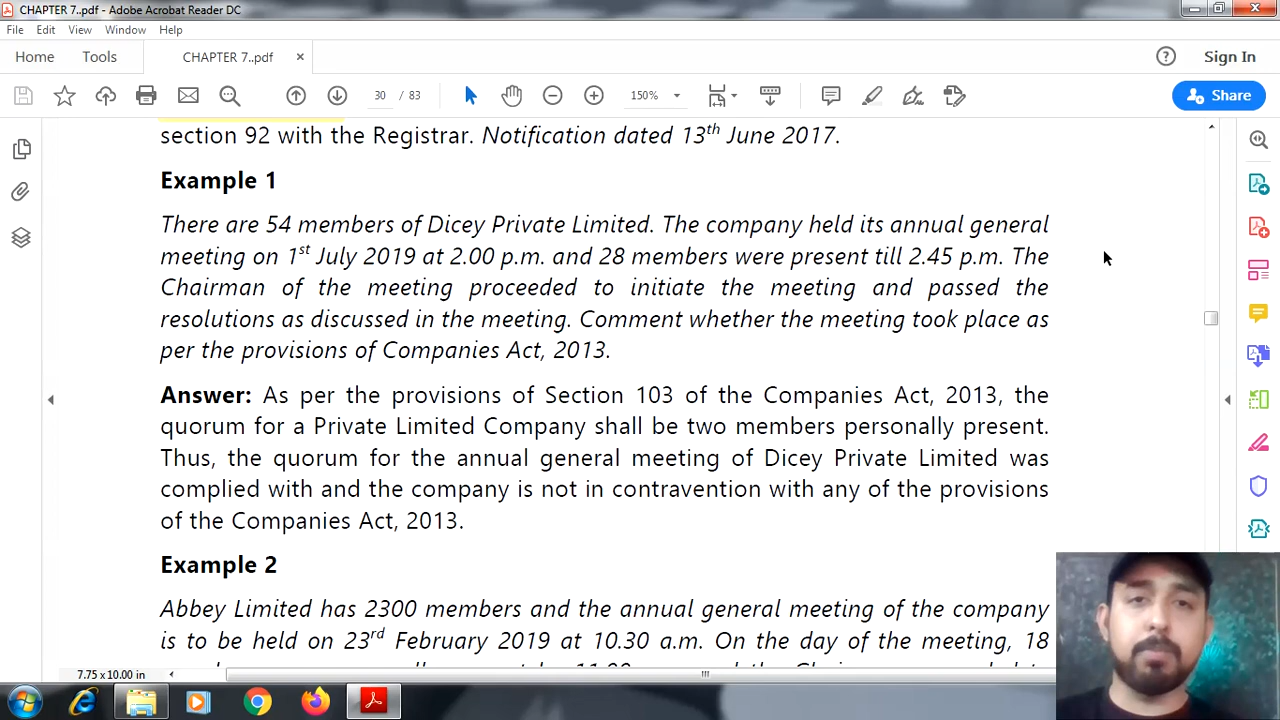 CHAPTER 7..pdf - Adobe Acrobat Reader DC
File Edit View Window Help
Home Tools CHAPTER 7..pdf × Sign In
30 / 83 150% Share
section 92 with the Registrar. Notification dated 13th June 2017.
Example 1
There are 54 members of Dicey Private Limited. The company held its annual general
meeting on 1st July 2019 at 2.00 p.m. and 28 members were present till 2.45 p.m. The
Chairman of the meeting proceeded to initiate the meeting and passed the
resolutions as discussed in the meeting. Comment whether the meeting took place as
per the provisions of Companies Act, 2013.
Answer: As per the provisions of Section 103 of the Companies Act, 2013, the
quorum for a Private Limited Company shall be two members personally present.
Thus, the quorum for the annual general meeting of Dicey Private Limited was
complied with and the company is not in contravention with any of the provisions
of the Companies Act, 2013.
Example 2
Abbey Limited has 2300 members and the annual general meeting of the company
is to be held on 23rd February 2019 at 10.30 a.m. On the day of the meeting, 18
7.75 x 10.00 in